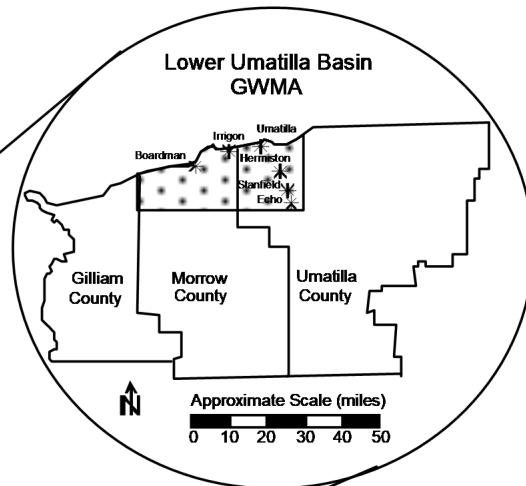 Lower Umatilla Basin
GWMA
Umatilla
Irrigon
Boardman
Hermiston
Stanfield
Echo
Gilliam
County
Morrow
County
Umatilla
County
N
Approximate Scale (miles)
0 10 20 30 40 50